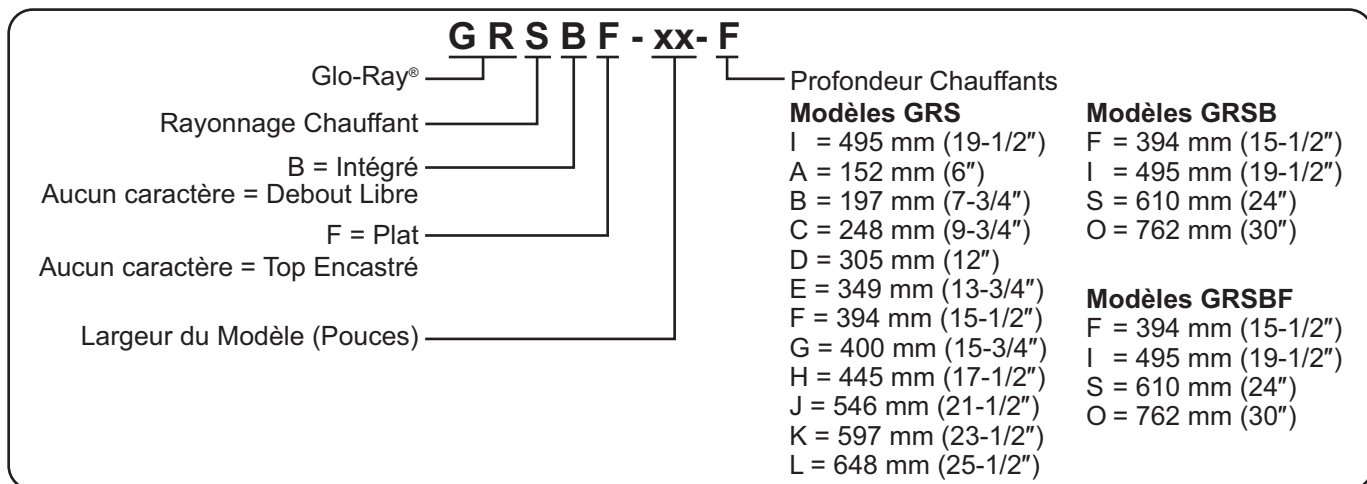 G R S B F - xx- F
Glo-Ray®
Rayonnage Chauffant
B = Intégré
Aucun caractère = Debout Libre
F = Plat
Aucun caractère = Top Encastré
Largeur du Modèle (Pouces)
Profondeur Chauffants
Modèles GRS
I = 495 mm (19-1/2″)
A = 152 mm (6″)
B = 197 mm (7-3/4″)
C = 248 mm (9-3/4″)
D = 305 mm (12″)
E = 349 mm (13-3/4″)
F = 394 mm (15-1/2″)
G = 400 mm (15-3/4″)
H = 445 mm (17-1/2″)
J = 546 mm (21-1/2″)
K = 597 mm (23-1/2″)
L = 648 mm (25-1/2″)
Modèles GRSB
F = 394 mm (15-1/2″)
I = 495 mm (19-1/2″)
S = 610 mm (24″)
O = 762 mm (30″)
Modèles GRSBF
F = 394 mm (15-1/2″)
I = 495 mm (19-1/2″)
S = 610 mm (24″)
O = 762 mm (30″)